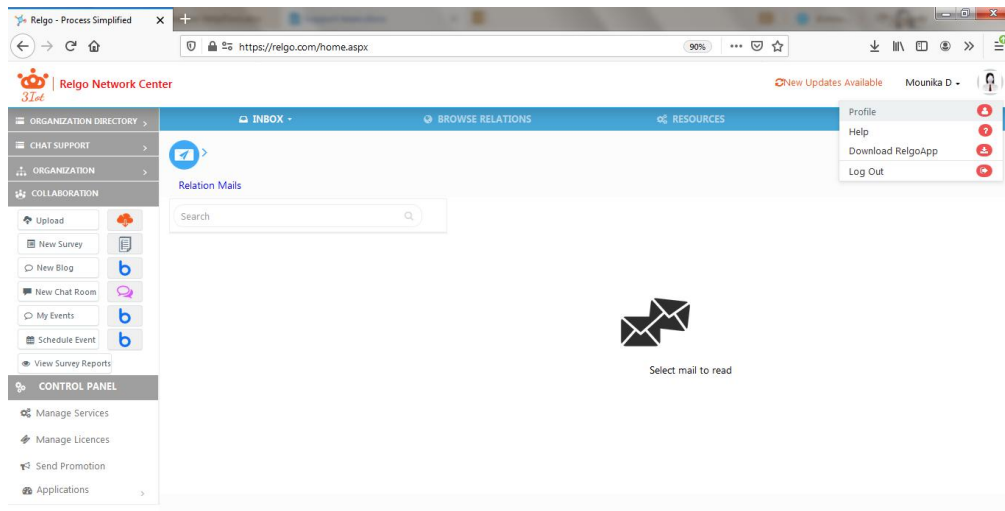 Relgo - Process Simplified
https://relgo.com/home.aspx
90%
3Iet
Relgo Network Center
New Updates Available
Mounika D
Profile
Help
Download RelgoApp
Log Out
ORGANIZATION DIRECTORY
INBOX
BROWSE RELATIONS
RESOURCES
CHAT SUPPORT
ORGANIZATION
COLLABORATION
Relation Mails
Search
Upload
New Survey
New Blog
New Chat Room
My Events
Schedule Event
View Survey Reports
Select mail to read
CONTROL PANEL
Manage Services
Manage Licences
Send Promotion
Applications